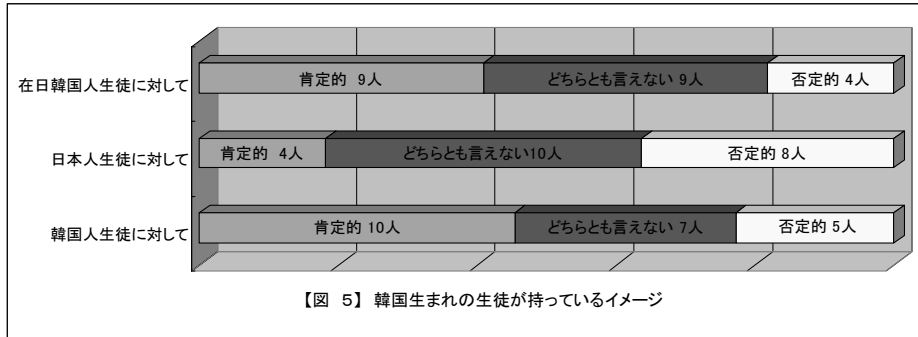 在日韓国人生徒に対して
肯定的 9人
どちらとも言えない 9人
否定的 4人
日本人生徒に対して
肯定的 4人
どちらとも言えない10人
否定的 8人
韓国人生徒に対して
肯定的 10人
どちらとも言えない 7人
否定的 5人
【図 5】 韓国生まれの生徒が持っているイメージ